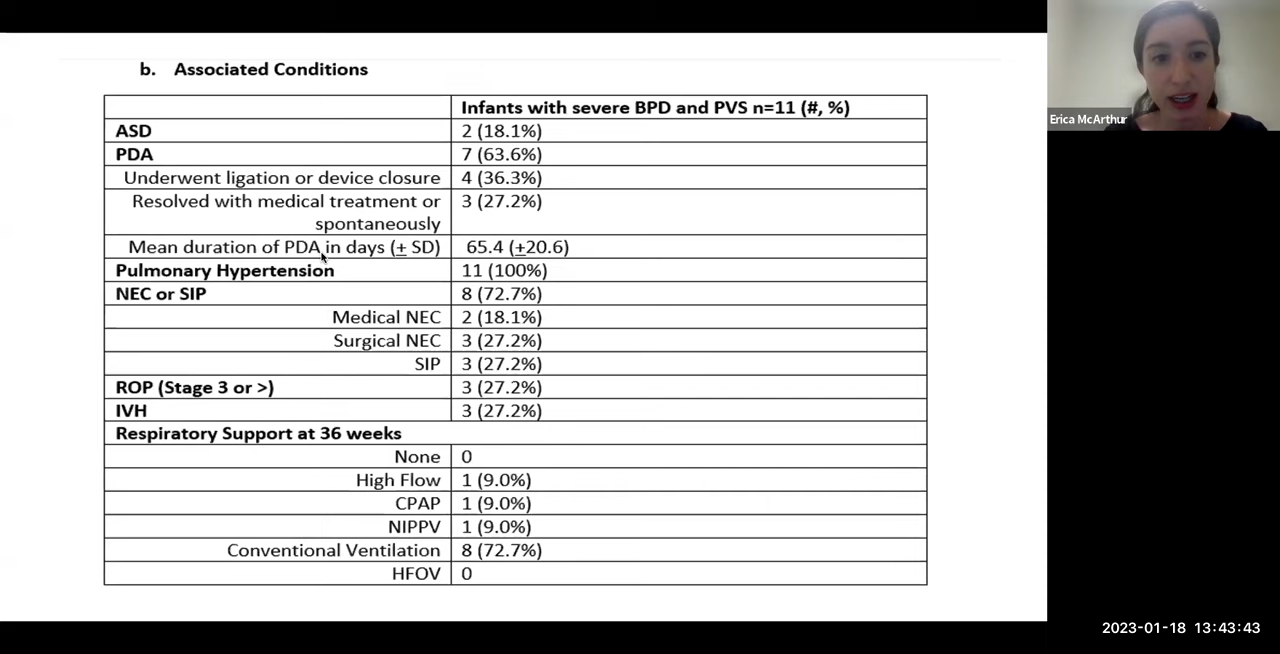 b. Associated Conditions
Infants with severe BPD and PVS n=11 (#, %)
ASD 2 (18.1%)
PDA 7 (63.6%)
Underwent ligation or device closure 4 (36.3%)
Resolved with medical treatment or 3 (27.2%)
spontaneously
Mean duration of PDA in days (± SD) 65.4 (±20.6)
Pulmonary Hypertension 11 (100%)
NEC or SIP 8 (72.7%)
Medical NEC 2 (18.1%)
Surgical NEC 3 (27.2%)
SIP 3 (27.2%)
ROP (Stage 3 or >) 3 (27.2%)
IVH 3 (27.2%)
Respiratory Support at 36 weeks
None 0
High Flow 1 (9.0%)
CPAP 1 (9.0%)
NIPPV 1 (9.0%)
Conventional Ventilation 8 (72.7%)
HFOV 0
Erica McArthur
2023-01-18 13:43:43